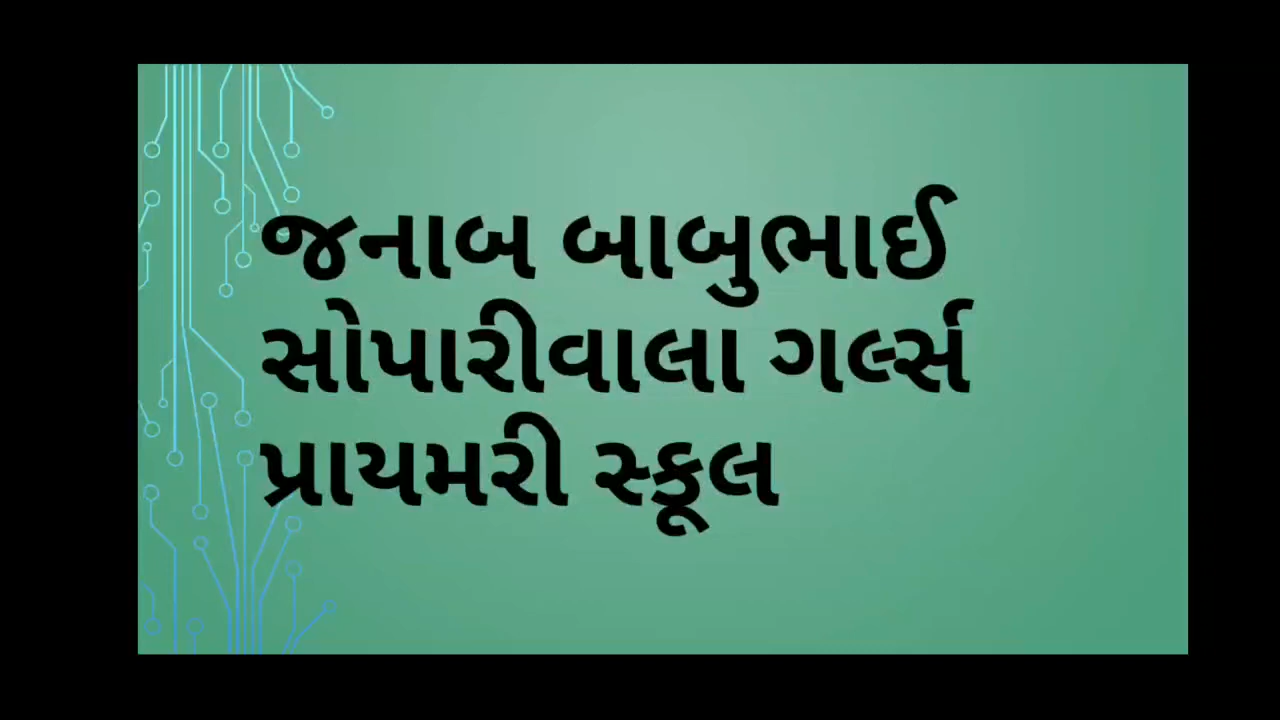 જનાબ બાબુભાઈ
સોપારીવાલા ગર્લ્સ
પ્રાયમરી સ્કૂલ